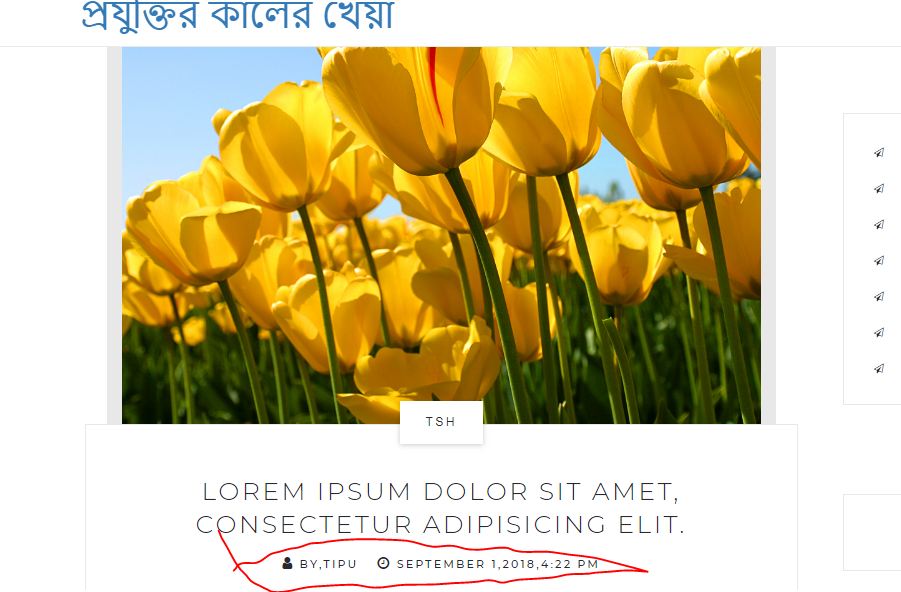 প্রযুক্তির কালের খেয়া
TSH
LOREM IPSUM DOLOR SIT AMET,
CONSECTETUR ADIPISICING ELIT.
BY,TIPU SEPTEMBER 1,2018,4:22 PM